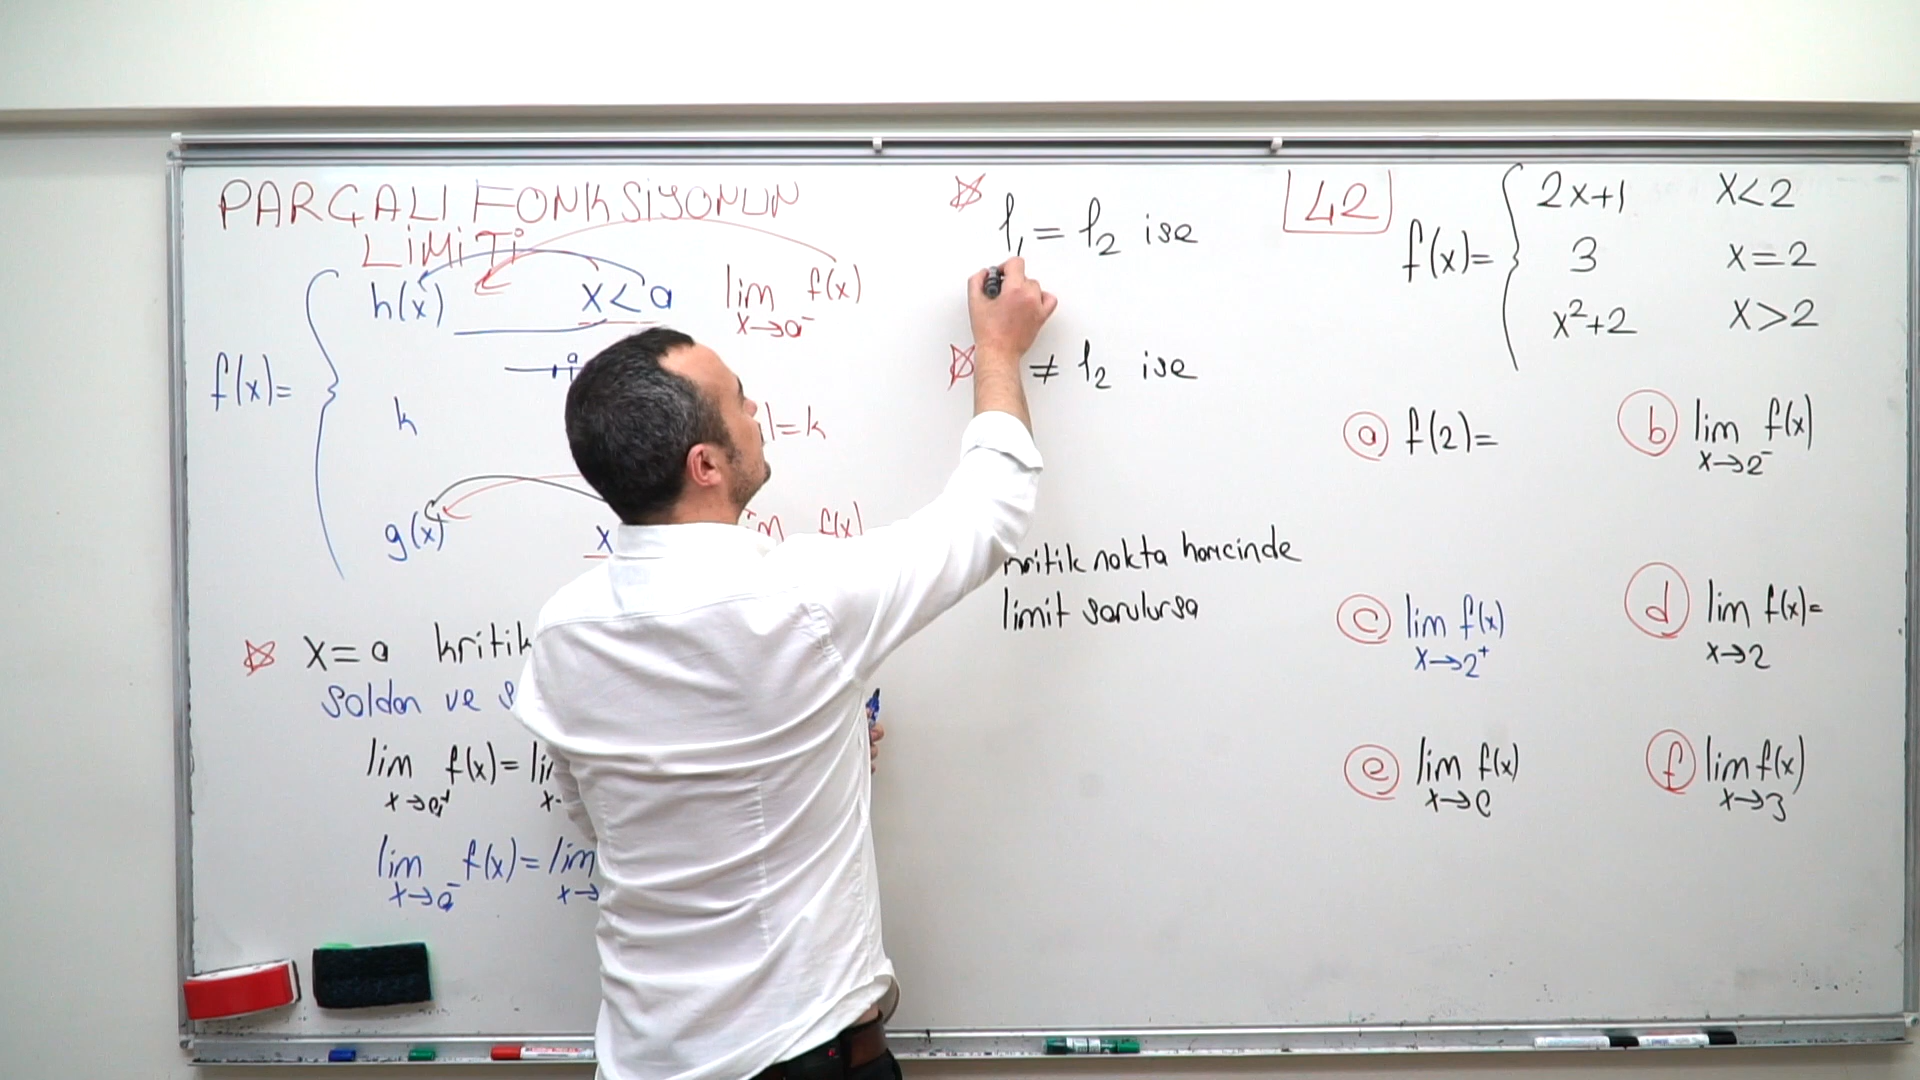 PARÇALI FONKSİYONUN
LİMİTİ
f(x)=
h(x) x<a
lim f(x)
x→a⁻
a
k
=k
g(x) x
f(x)
x=a kritik
Soldan ve
lim f(x)=
x→a⁺
lim f(x)=lim
x→a⁻ x→
l₁=l₂ ise
≠ l₂ ise
kritik nokta haricinde
limit sorulursa
42
f(x)=
2x+1 x<2
3 x=2
x²+2 x>2
a f(2)=
b lim f(x)
x→2⁻
c lim f(x)
x→2⁺
d lim f(x)=
x→2
e lim f(x)
x→0
f lim f(x)
x→3